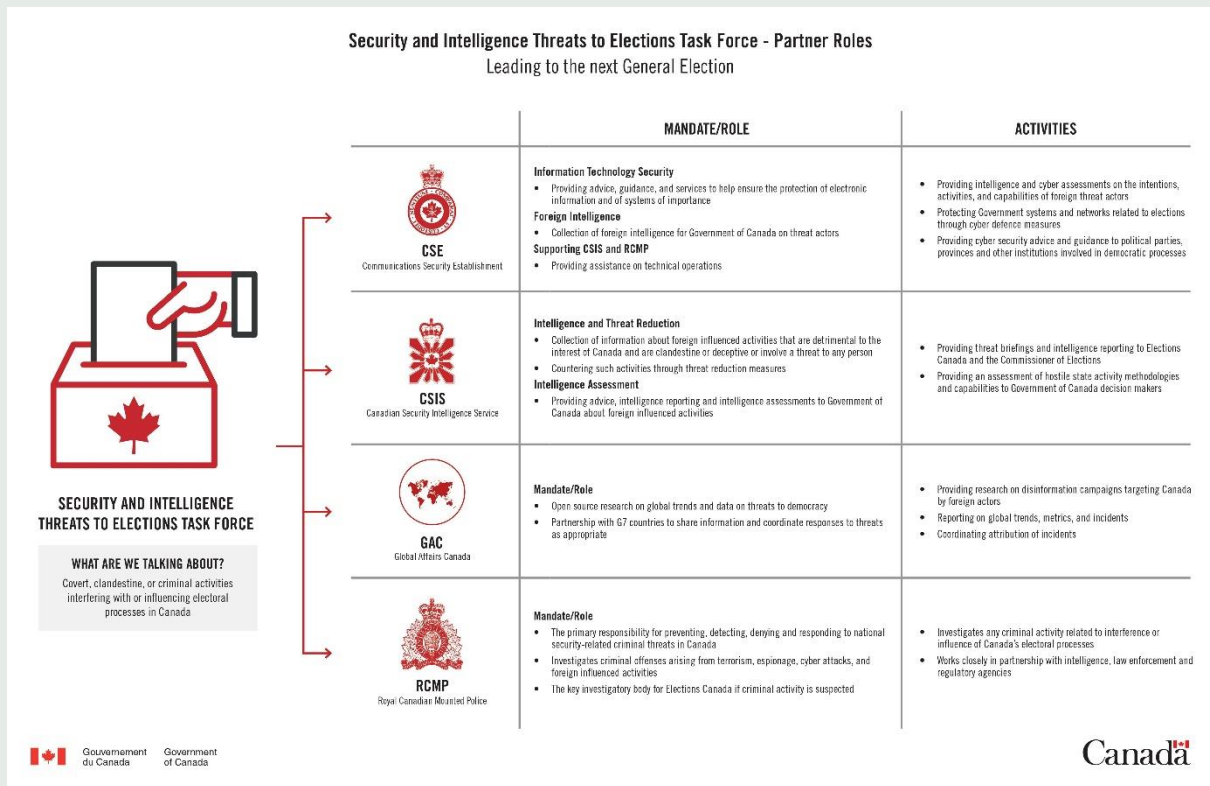 Security and Intelligence Threats to Elections Task Force - Partner Roles
Leading to the next General Election
MANDATE/ROLE
ACTIVITIES
SECURITY AND INTELLIGENCE
THREATS TO ELECTIONS TASK FORCE
WHAT ARE WE TALKING ABOUT?
Covert, clandestine, or criminal activities
interfering with or influencing electoral
processes in Canada
CSE
Communications Security Establishment
Information Technology Security
• Providing advice, guidance, and services to help ensure the protection of electronic
information and of systems of importance
Foreign Intelligence
• Collection of foreign intelligence for Government of Canada on threat actors
Supporting CSIS and RCMP
• Providing assistance on technical operations
• Providing intelligence and cyber assessments on the intentions,
activities, and capabilities of foreign threat actors
• Protecting Government systems and networks related to elections
through cyber defence measures
• Providing cyber security advice and guidance to political parties,
provinces and other institutions involved in democratic processes
CSIS
Canadian Security Intelligence Service
Intelligence and Threat Reduction
• Collection of information about foreign influenced activities that are detrimental to the
interest of Canada and are clandestine or deceptive or involve a threat to any person
• Countering such activities through threat reduction measures
Intelligence Assessment
• Providing advice, intelligence reporting and intelligence assessments to Government of
Canada about foreign influenced activities
• Providing threat briefings and intelligence reporting to Elections
Canada and the Commissioner of Elections
• Providing an assessment of hostile state activity methodologies
and capabilities to Government of Canada decision makers
GAC
Global Affairs Canada
Mandate/Role
• Open source research on global trends and data on threats to democracy
• Partnership with G7 countries to share information and coordinate responses to threats
as appropriate
• Providing research on disinformation campaigns targeting Canada
by foreign actors
• Reporting on global trends, metrics, and incidents
• Coordinating attribution of incidents
RCMP
Royal Canadian Mounted Police
Mandate/Role
• The primary responsibility for preventing, detecting, denying and responding to national
security-related criminal threats in Canada
• Investigates criminal offenses arising from terrorism, espionage, cyber attacks, and
foreign influenced activities
• The key investigatory body for Elections Canada if criminal activity is suspected
• Investigates any criminal activity related to interference or
influence of Canada's electoral processes
• Works closely in partnership with intelligence, law enforcement and
regulatory agencies
Gouvernement
du Canada
Government
of Canada
Canada